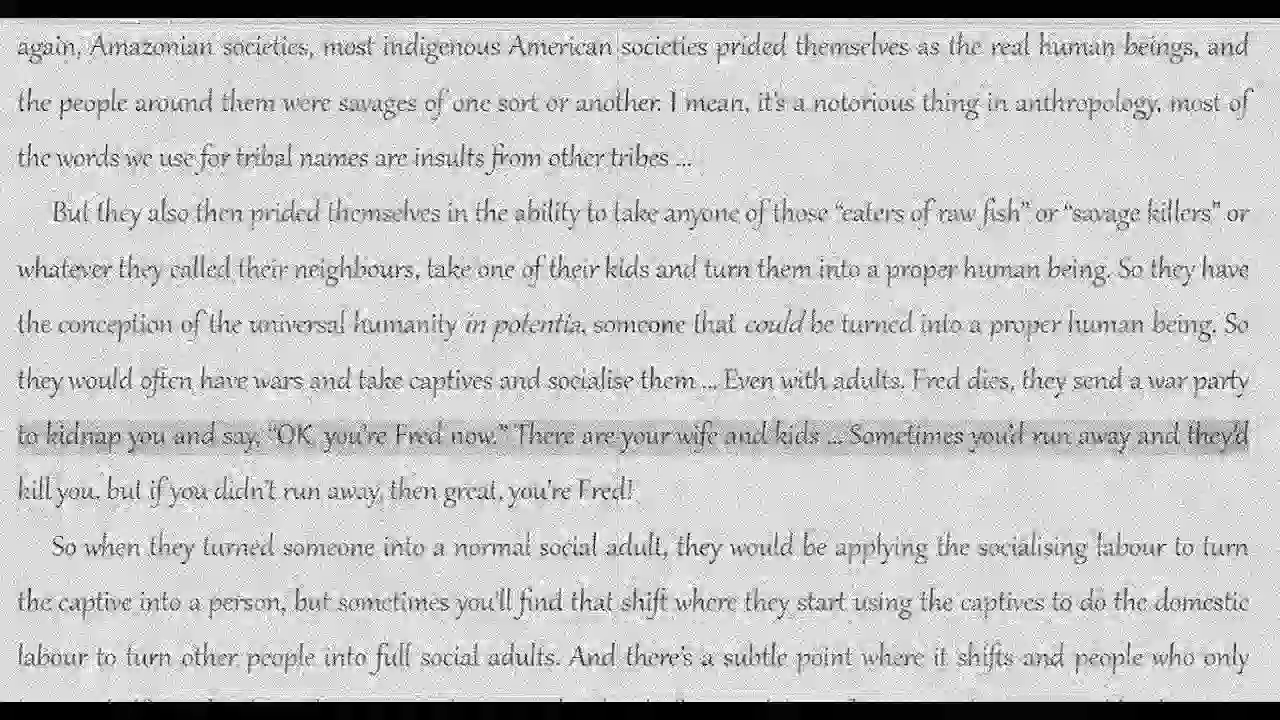 again, Amazonian societies, most indigenous American societies prided themselves as the real human beings, and
the people around them were savages of one sort or another. I mean, it's a notorious thing in anthropology, most of
the words we use for tribal names are insults from other tribes ...
But they also then prided themselves in the ability to take anyone of those “eaters of raw fish” or “savage killers” or
whatever they called their neighbours, take one of their kids and turn them into a proper human being. So they have
the conception of the universal humanity in potentia, someone that could be turned into a proper human being. So
they would often have wars and take captives and socialise them ... Even with adults. Fred dies, they send a war party
to kidnap you and say, “OK, you're Fred now.” There are your wife and kids ... Sometimes you'd run away and they'd
kill you, but if you didn't run away, then great, you're Fred!
So when they turned someone into a normal social adult, they would be applying the socialising labour to turn
the captive into a person, but sometimes you'll find that shift where they start using the captives to do the domestic
labour to turn other people into full social adults. And there's a subtle point where it shifts and people who only